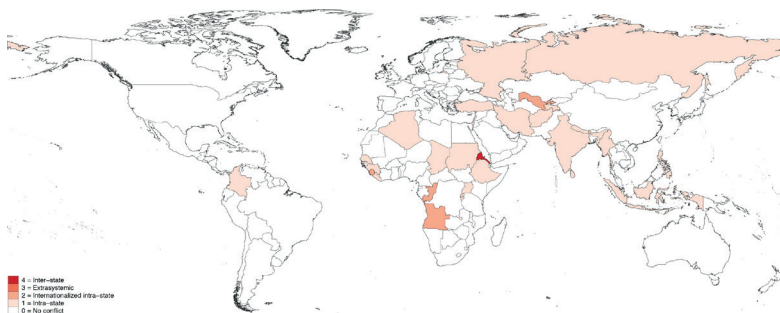 4 = Inter-state
3 = Extrasystemic
2 = Internationalized intra-state
1 = Intra-state
0 = No conflict